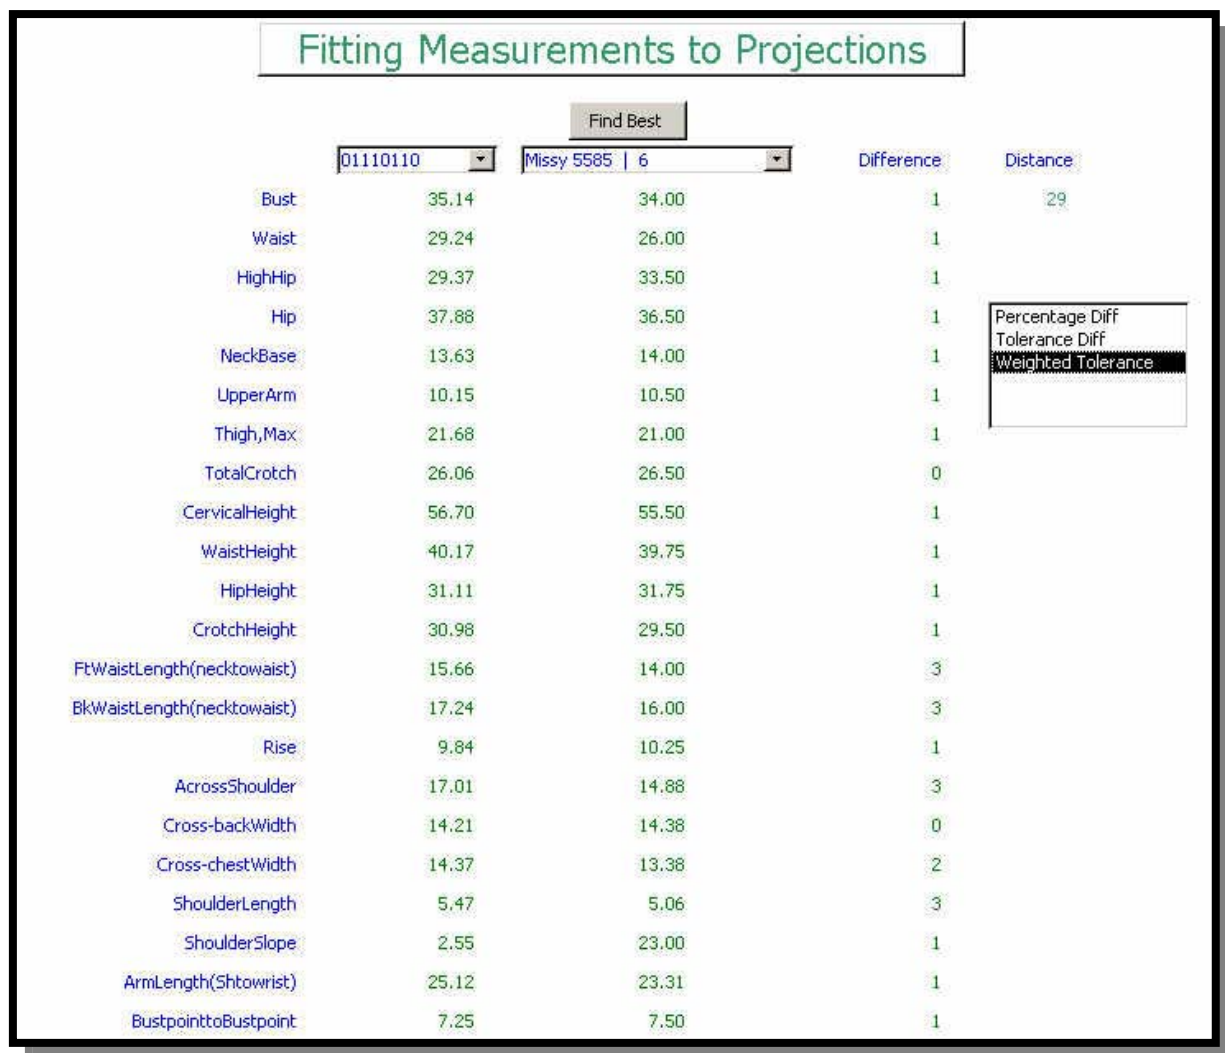 Fitting Measurements to Projections
Find Best
01110110 Missy 5585 | 6 Difference Distance
Bust 35.14 34.00 1 29
Waist 29.24 26.00 1
HighHip 29.37 33.50 1
Hip 37.88 36.50 1 Percentage Diff
Tolerance Diff
NeckBase 13.63 14.00 1 Weighted Tolerance
UpperArm 10.15 10.50 1
Thigh,Max 21.68 21.00 1
TotalCrotch 26.06 26.50 0
CervicalHeight 56.70 55.50 1
WaistHeight 40.17 39.75 1
HipHeight 31.11 31.75 1
CrotchHeight 30.98 29.50 1
FtWaistLength(necktowaist) 15.66 14.00 3
BkWaistLength(necktowaist) 17.24 16.00 3
Rise 9.84 10.25 1
AcrossShoulder 17.01 14.88 3
Cross-backWidth 14.21 14.38 0
Cross-chestWidth 14.37 13.38 2
ShoulderLength 5.47 5.06 3
ShoulderSlope 2.55 23.00 1
ArmLength(Shtowrist) 25.12 23.31 1
BustpointtoBustpoint 7.25 7.50 1